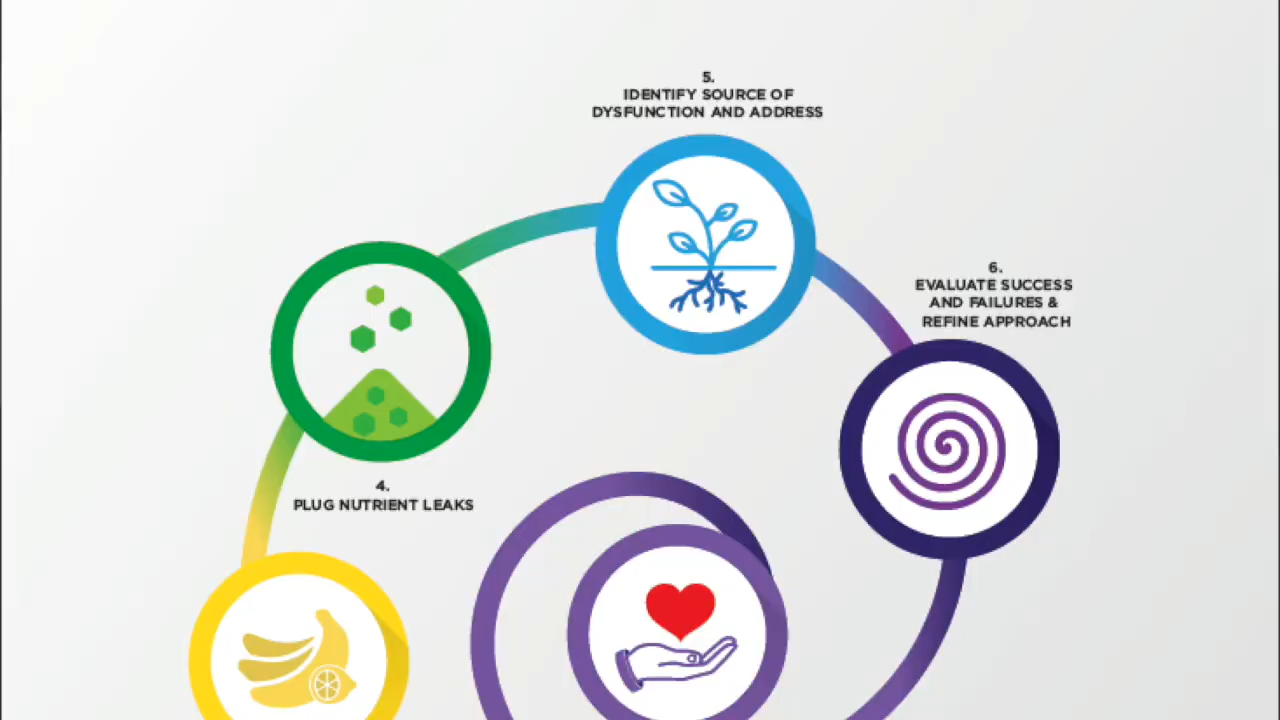 5.
IDENTIFY SOURCE OF
DYSFUNCTION AND ADDRESS
6.
EVALUATE SUCCESS
AND FAILURES &
REFINE APPROACH
4.
PLUG NUTRIENT LEAKS